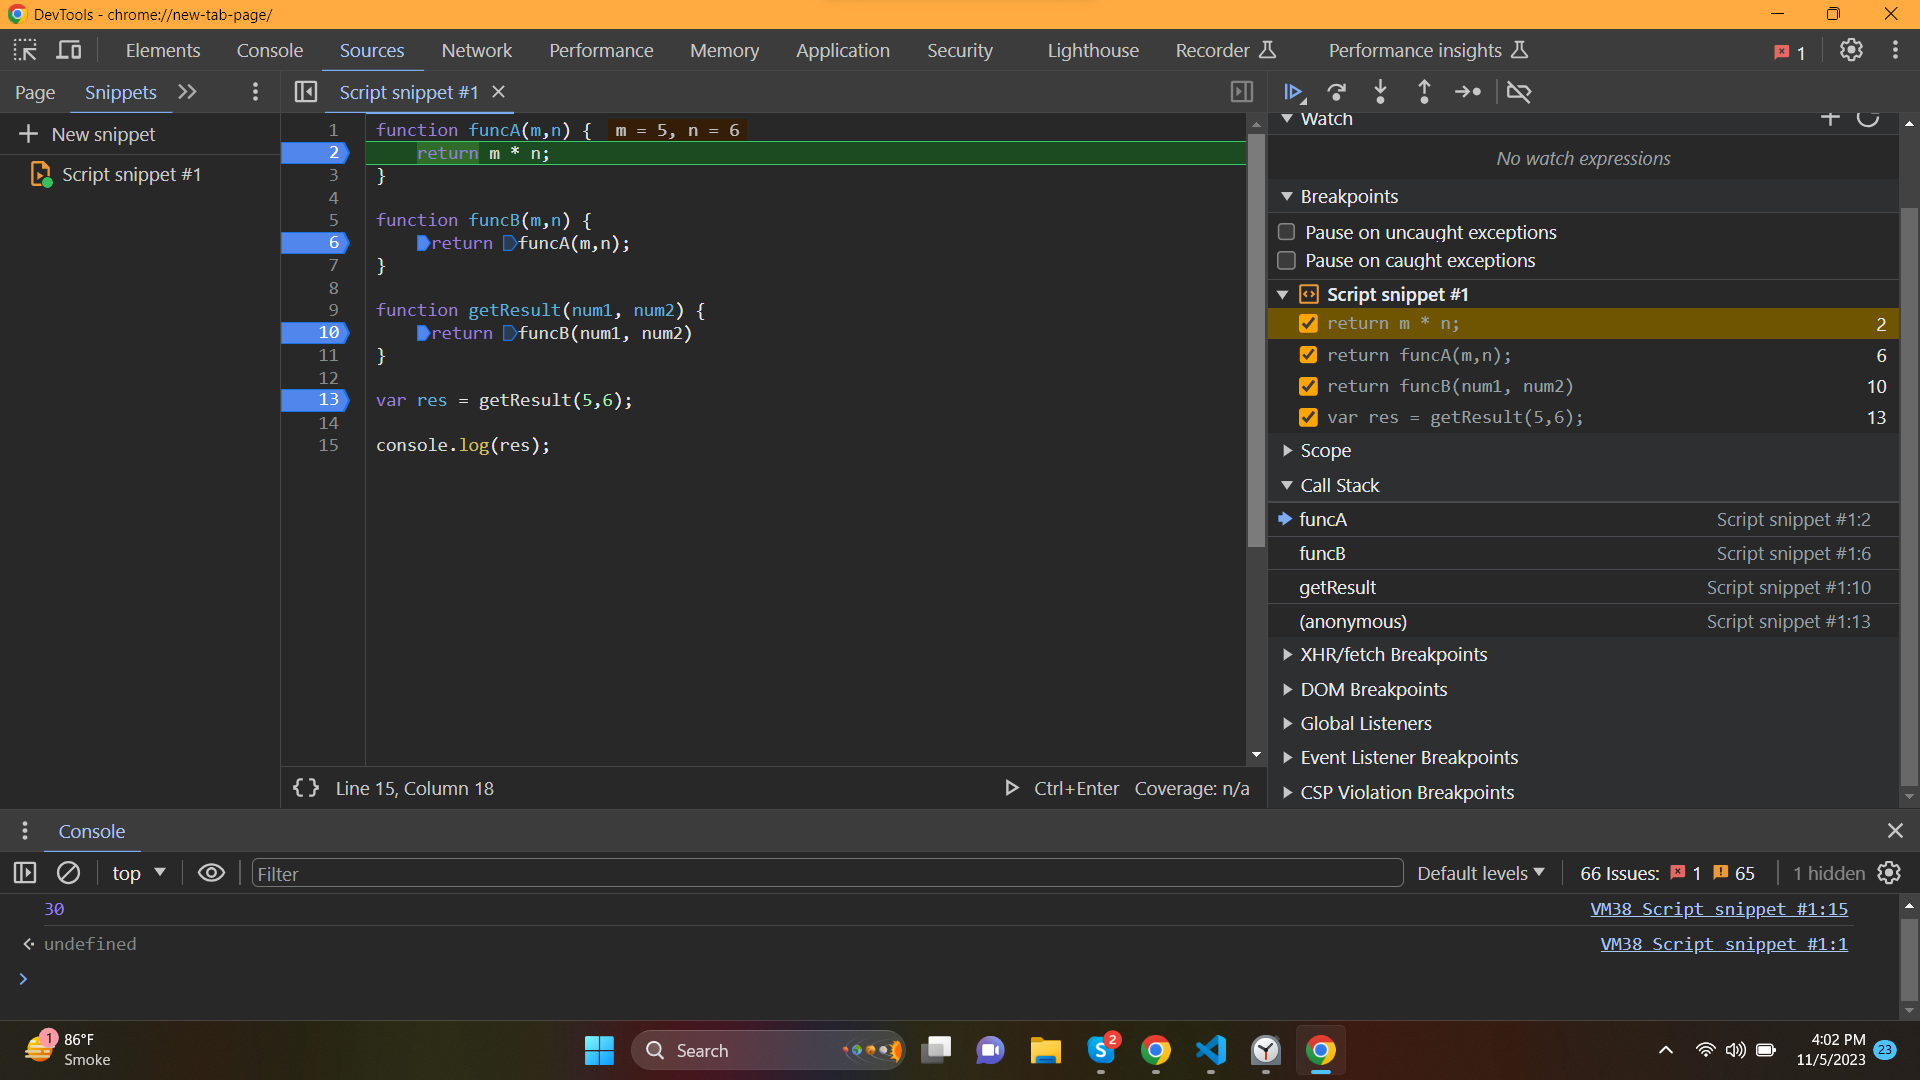 DevTools - chrome://new-tab-page/
Elements Console Sources Network Performance Memory Application Security Lighthouse Recorder Performance insights 1
Page Snippets
Script snippet #1
New snippet
Script snippet #1
1 function funcA(m,n) { m = 5, n = 6
2 return m * n;
3 }
4
5 function funcB(m,n) {
6 return funcA(m,n);
7 }
8
9 function getResult(num1, num2) {
10 return funcB(num1, num2)
11 }
12
13 var res = getResult(5,6);
14
15 console.log(res);
{} Line 15, Column 18 Ctrl+Enter Coverage: n/a
Watch
No watch expressions
Breakpoints
Pause on uncaught exceptions
Pause on caught exceptions
Script snippet #1
return m * n; 2
return funcA(m,n); 6
return funcB(num1, num2) 10
var res = getResult(5,6); 13
Scope
Call Stack
funcA Script snippet #1:2
funcB Script snippet #1:6
getResult Script snippet #1:10
(anonymous) Script snippet #1:13
XHR/fetch Breakpoints
DOM Breakpoints
Global Listeners
Event Listener Breakpoints
CSP Violation Breakpoints
Console
top Filter Default levels 66 Issues: 1 65 1 hidden
30 VM38 Script snippet #1:15
undefined VM38 Script snippet #1:1
1 86°F
Smoke
Search
S 2
4:02 PM
11/5/2023 23